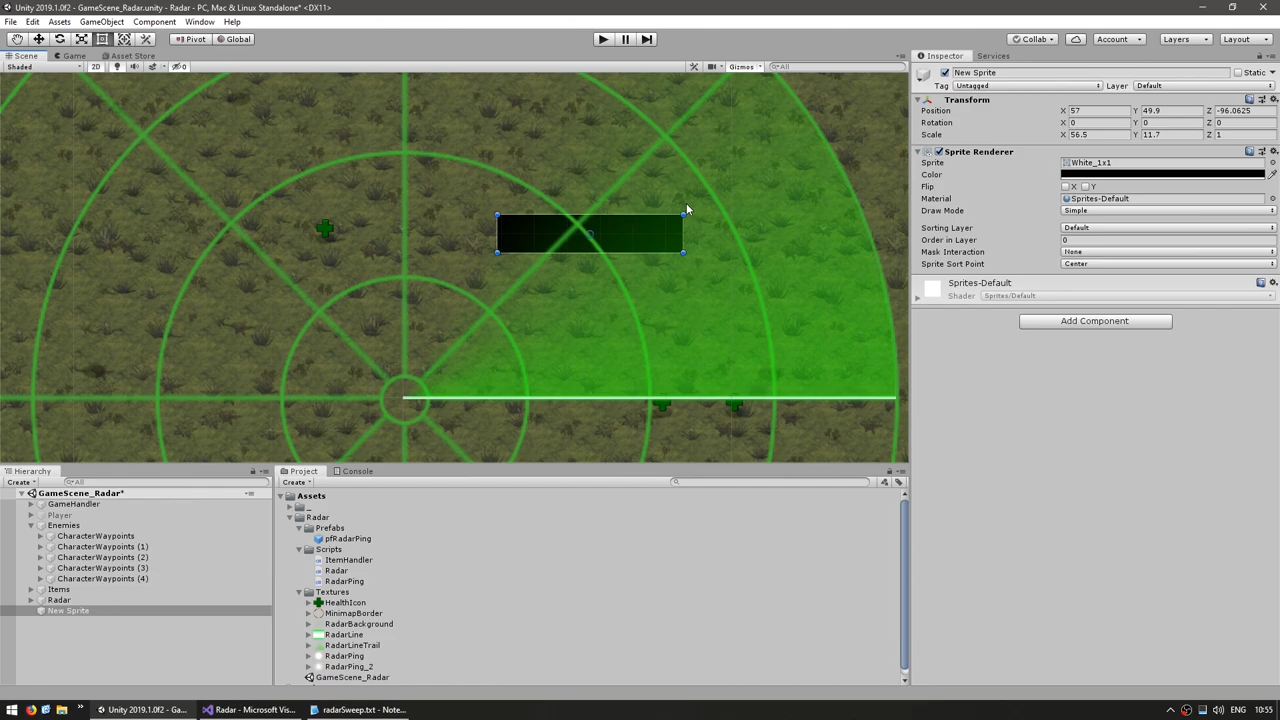 Unity 2019.1.0f2 - GameScene_Radar.unity - Radar - PC, Mac & Linux Standalone* <DX11>
File Edit Assets GameObject Component Window Help
Pivot Global Collab Account Layers Layout
Scene Game Asset Store Inspector Services
Shaded 2D 0 Gizmos All
New Sprite Static
Tag Untagged Layer Default
Transform
Position X 57 Y 49.9 Z -96.0625
Rotation X 0 Y 0 Z 0
Scale X 56.5 Y 11.7 Z 1
Sprite Renderer
Sprite White_1x1
Color
Flip X Y
Material Sprites-Default
Draw Mode Simple
Sorting Layer Default
Order in Layer 0
Mask Interaction None
Sprite Sort Point Center
Sprites-Default
Shader Sprites/Default
Add Component
Hierarchy
Create All
GameScene_Radar*
GameHandler
Player
Enemies
CharacterWaypoints
CharacterWaypoints (1)
CharacterWaypoints (2)
CharacterWaypoints (3)
CharacterWaypoints (4)
Items
Radar
New Sprite
Project Console
Create
Assets
_
Radar
Prefabs
pfRadarPing
Scripts
ItemHandler
Radar
RadarPing
Textures
HealthIcon
MinimapBorder
RadarBackground
RadarLine
RadarLineTrail
RadarPing
RadarPing_2
GameScene_Radar
Unity 2019.1.0f2 - Ga... Radar - Microsoft Vis... radarSweep.txt - Note... ENG 10:55